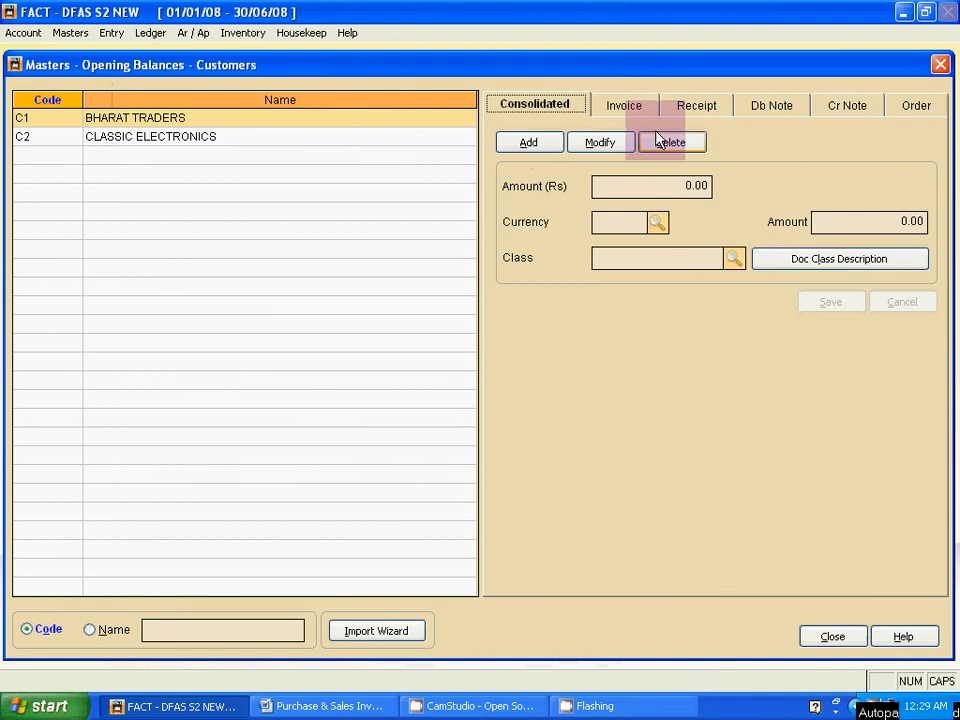 FACT - DFAS S2 NEW [ 01/01/08 - 30/06/08 ]
Account Masters Entry Ledger Ar / Ap Inventory Housekeep Help
Masters - Opening Balances - Customers
Code Name
C1 BHARAT TRADERS
C2 CLASSIC ELECTRONICS
Consolidated Invoice Receipt Db Note Cr Note Order
Add Modify Delete
Amount (Rs) 0.00
Currency Amount 0.00
Class Doc Class Description
Save Cancel
Code Name Import Wizard
Close Help
NUM CAPS
start FACT - DFAS S2 NEW... Purchase & Sales Inv... CamStudio - Open So... Flashing 12:29 AM
Autopa